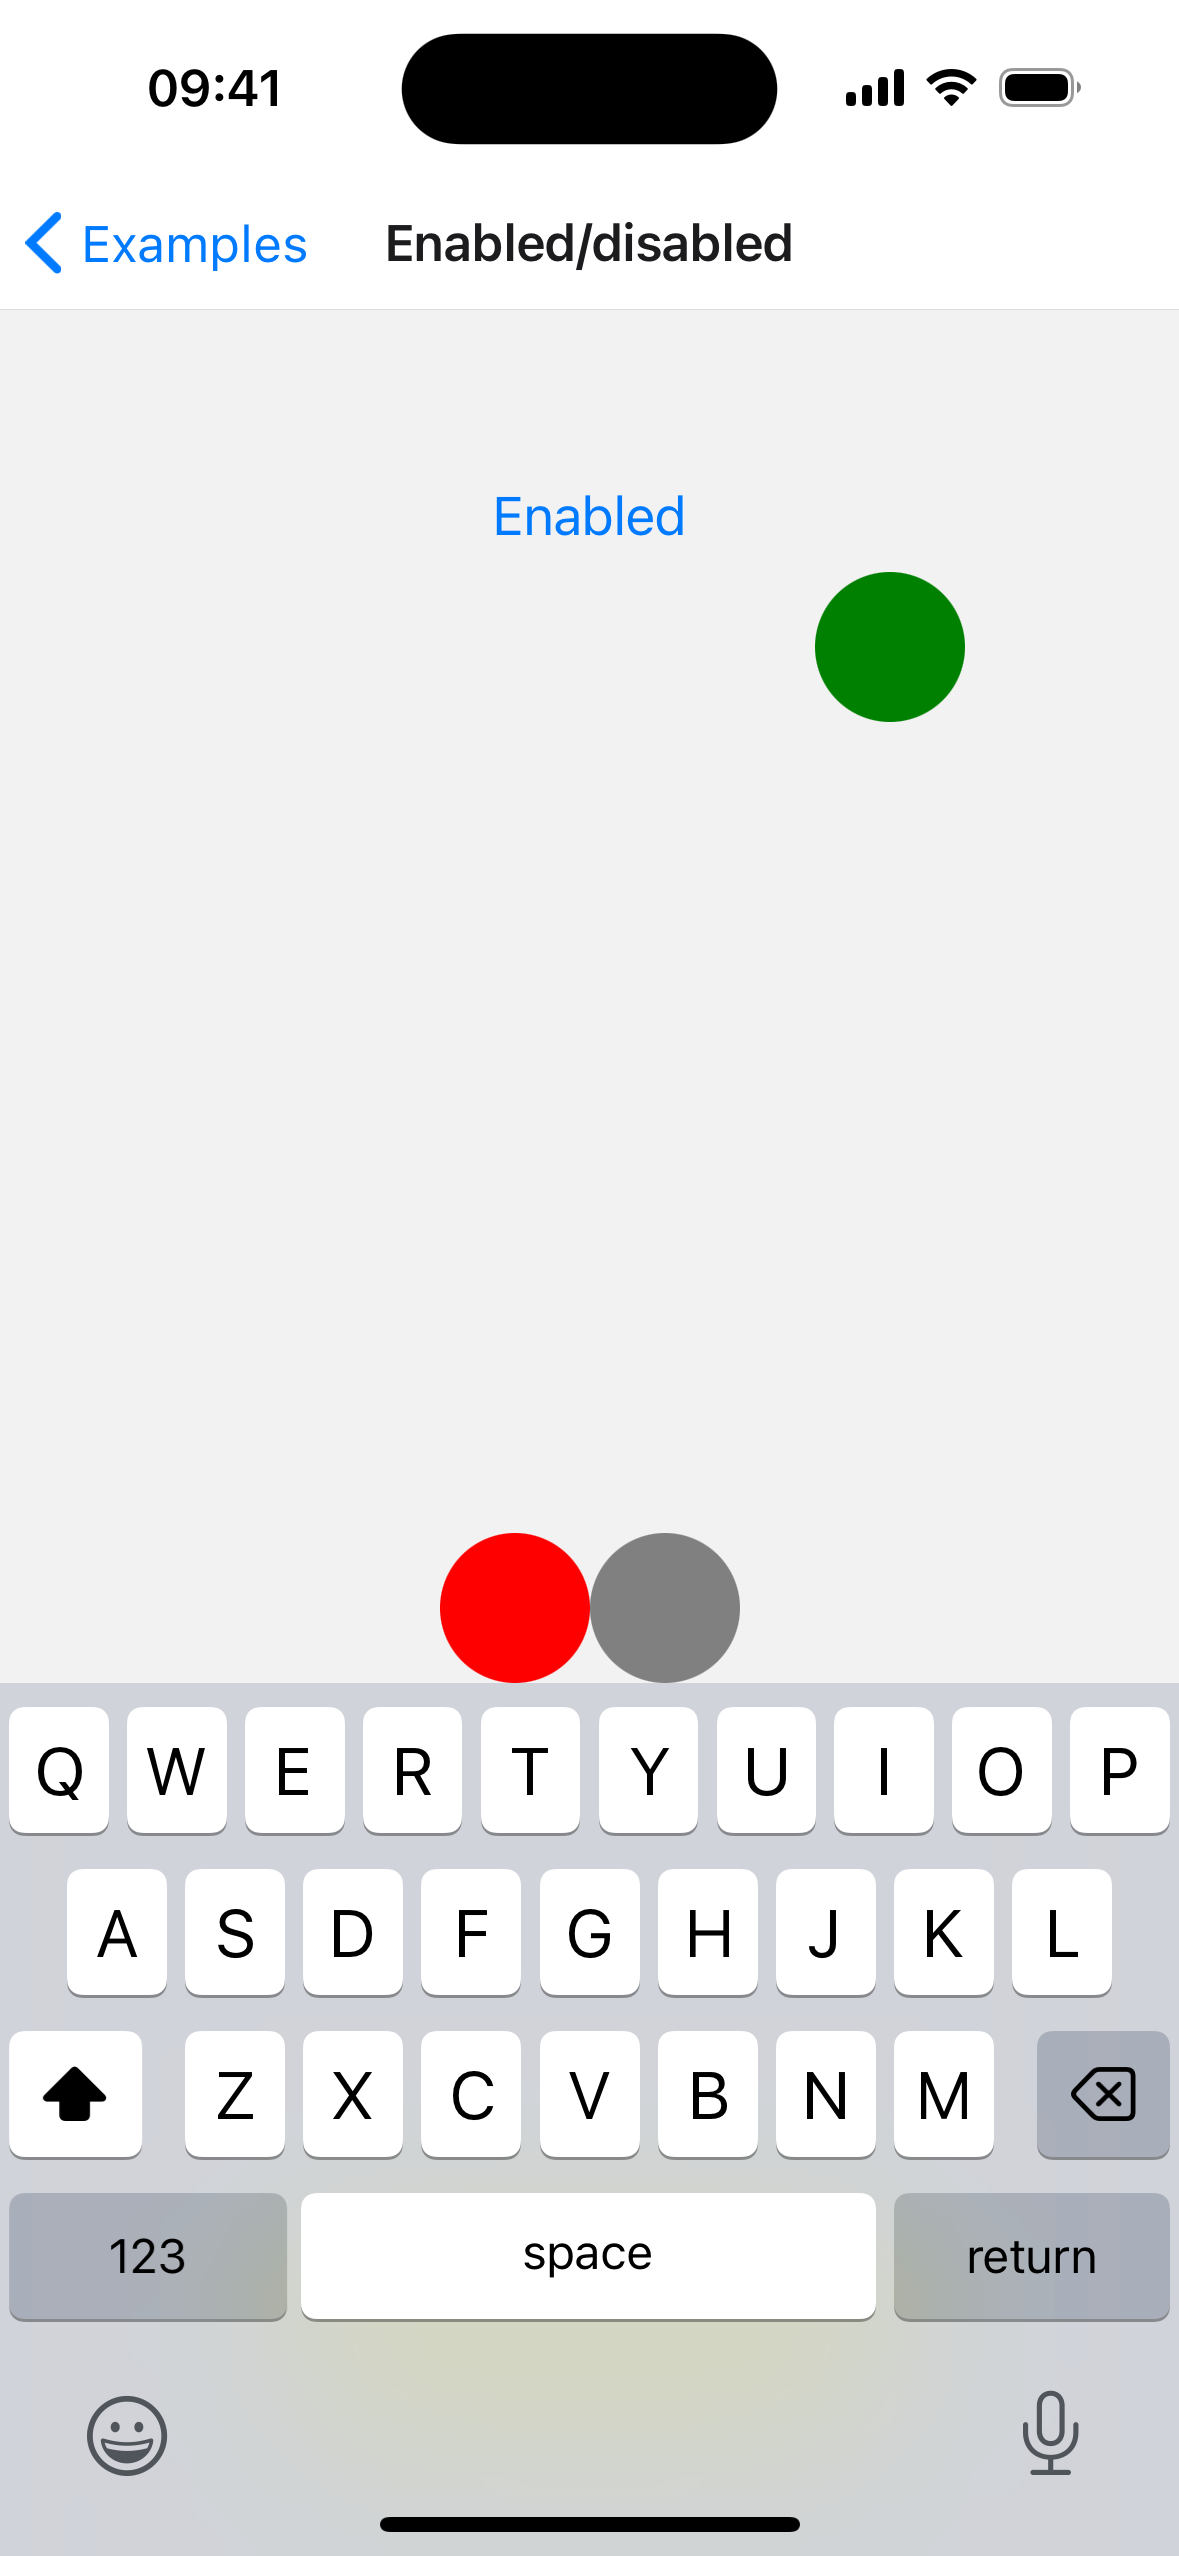 09:41
Examples Enabled/disabled
Enabled
Q W E R T Y U I O P
A S D F G H J K L
Z X C V B N M
123 space return